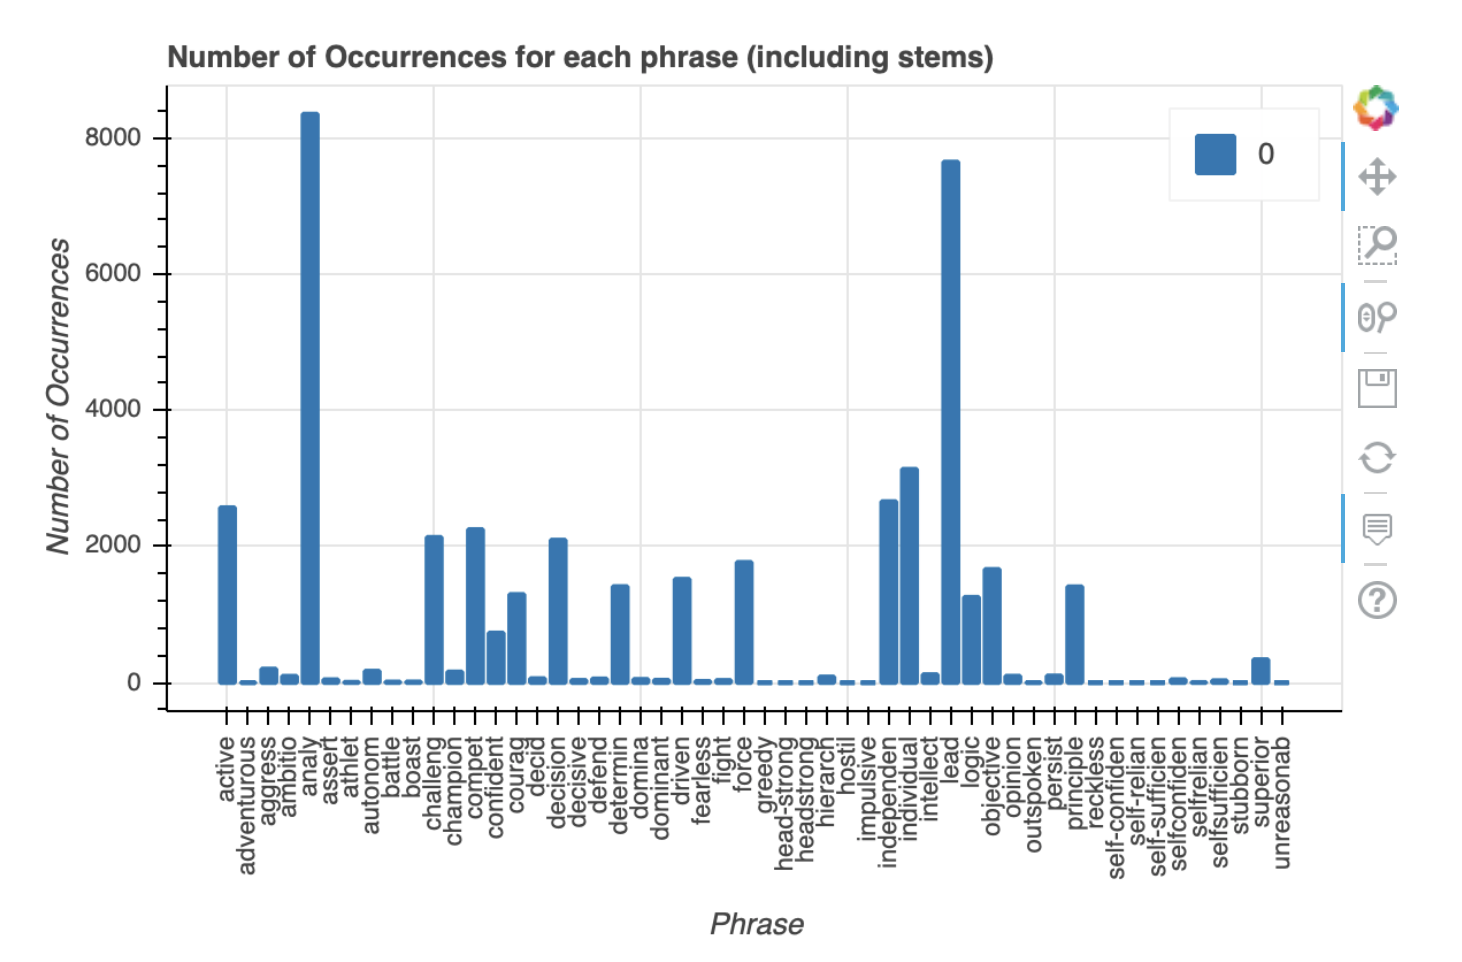 Number of Occurrences for each phrase (including stems)
0
8000
6000
4000
2000
0
Number of Occurrences
active
adventurous
aggress
ambitio
analy
assert
athlet
autonom
battle
boast
challeng
champion
compet
confident
courag
decid
decision
decisive
defend
determin
domina
dominant
driven
fearless
fight
force
greedy
head-strong
headstrong
hierarch
hostil
impulsive
independen
individual
intellect
lead
logic
objective
opinion
outspoken
persist
principle
reckless
self-confiden
self-relian
self-sufficien
selfconfiden
selfrelian
selfsufficien
stubborn
superior
unreasonab
Phrase